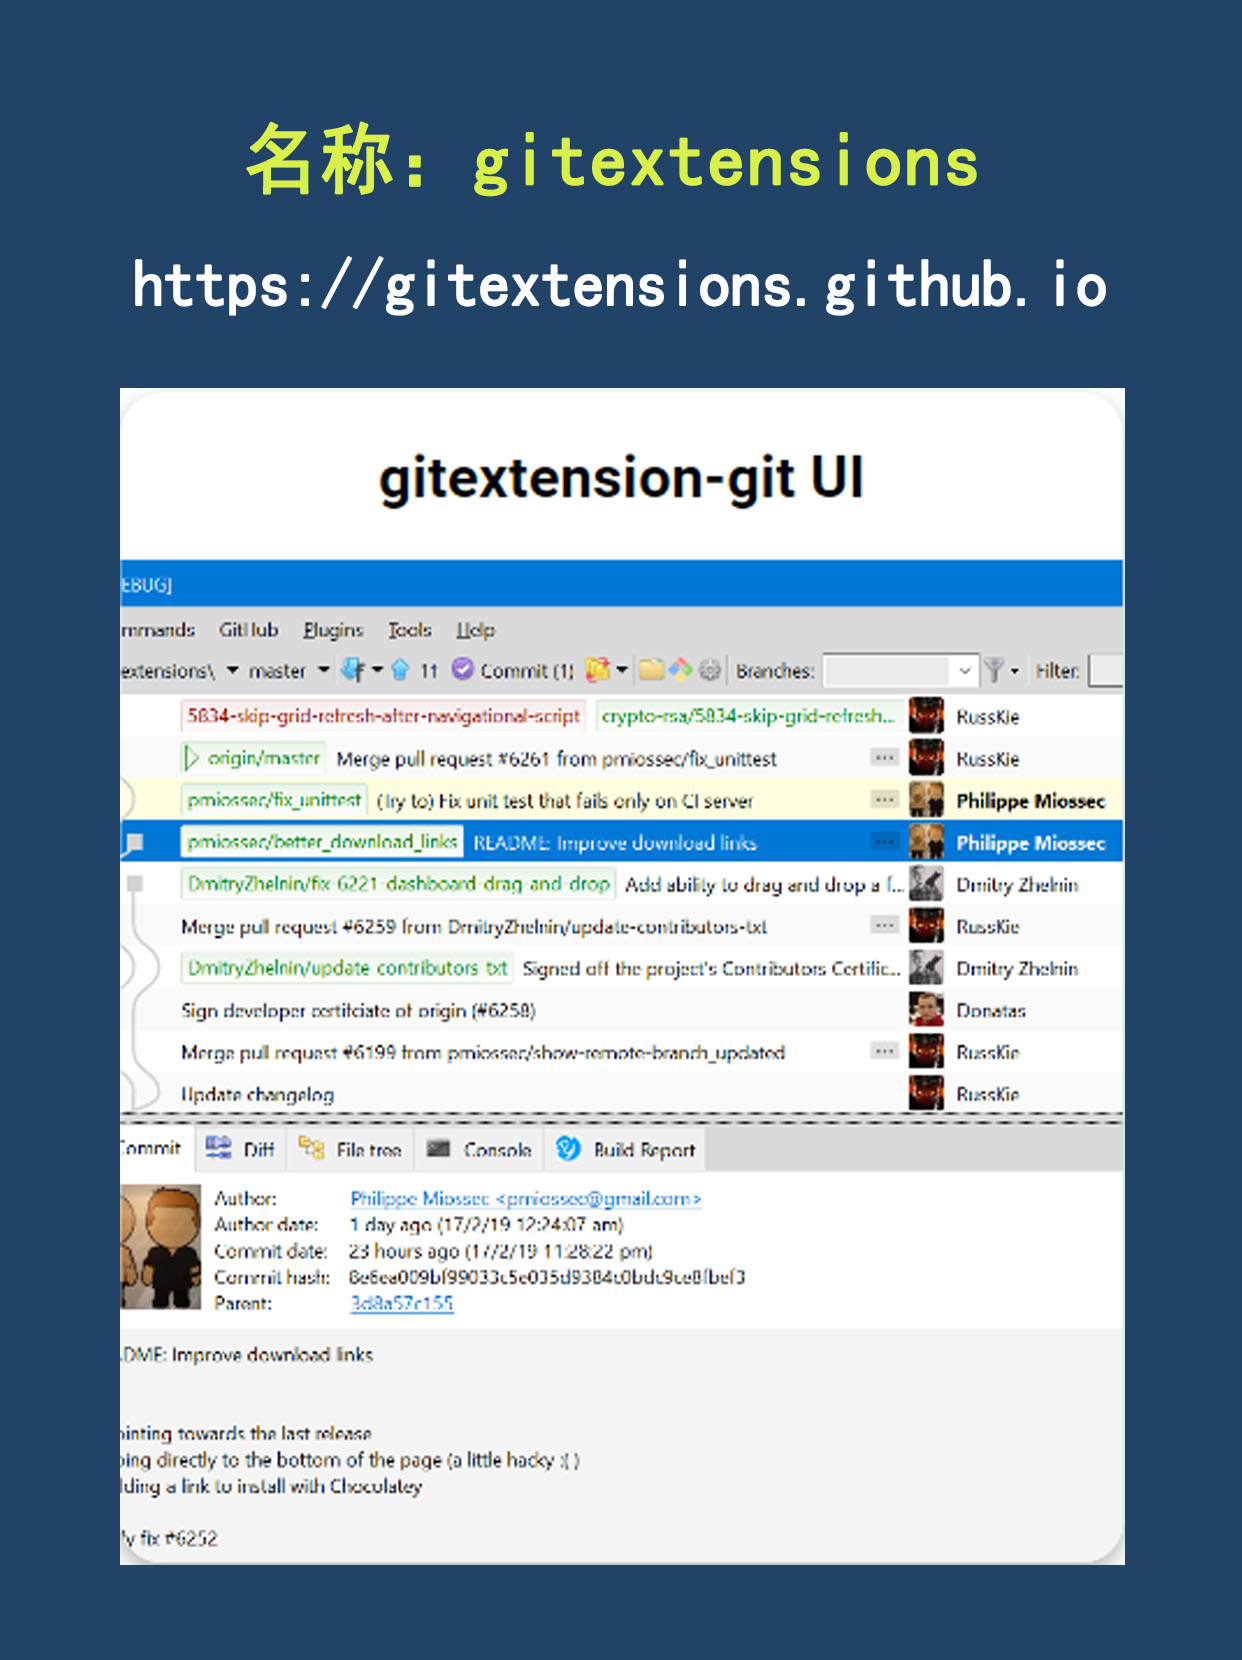 名称：gitextensions
https://gitextensions.github.io
gitextension-git UI
EBUG]
mmands GitHub Plugins Tools Help
extensions\ master 1↑ Commit (1) Branches: Filter:
5834-skip-grid-refresh-after-navigational-script crypto-rsa/5834-skip-grid-refresh... RussKie
origin/master Merge pull request #6261 from pmiossec/fix_unittest ... RussKie
pmiossec/fix_unittest (Try to) Fix unit test that fails only on CI server ... Philippe Miossec
pmiossec/better_download_links README: Improve download links ... Philippe Miossec
DmitryZhelnin/fix-6221-dashboard-drag-and-drop Add ability to drag and drop a f... Dmitry Zhelnin
Merge pull request #6259 from DmitryZhelnin/update-contributors-txt ... RussKie
DmitryZhelnin/update-contributors-txt Signed off the project's Contributors Certific... Dmitry Zhelnin
Sign developer certifciate of origin (#6258) Donatas
Merge pull request #6199 from pmiossec/show-remote-branch_updated ... RussKie
Update changelog RussKie
Commit Diff File tree Console Build Report
Author: Philippe Miossec <pmiossec@gmail.com>
Author date: 1 day ago (17/2/19 12:24:07 am)
Commit date: 23 hours ago (17/2/19 11:28:22 pm)
Commit hash: 8e6ea009bf99033c5e035d9384c0bdc9ce8fbef3
Parent: 3d8a57c155
DME: Improve download links
ointing towards the last release
ping directly to the bottom of the page (a little hacky :( )
dding a link to install with Chocolatey
y fix #6252